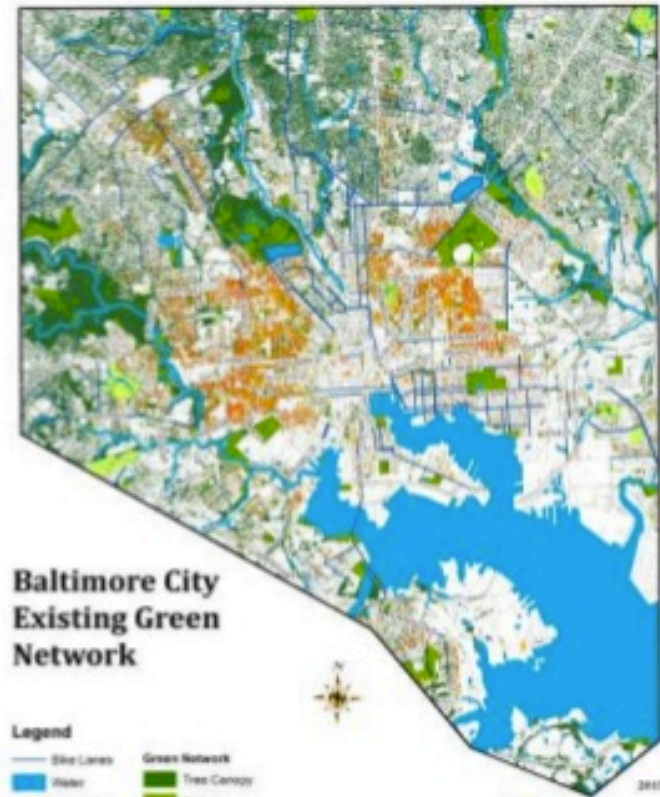 Baltimore City
Existing Green
Network
N
Legend
Bike Lanes
Water
Green Network
Tree Canopy